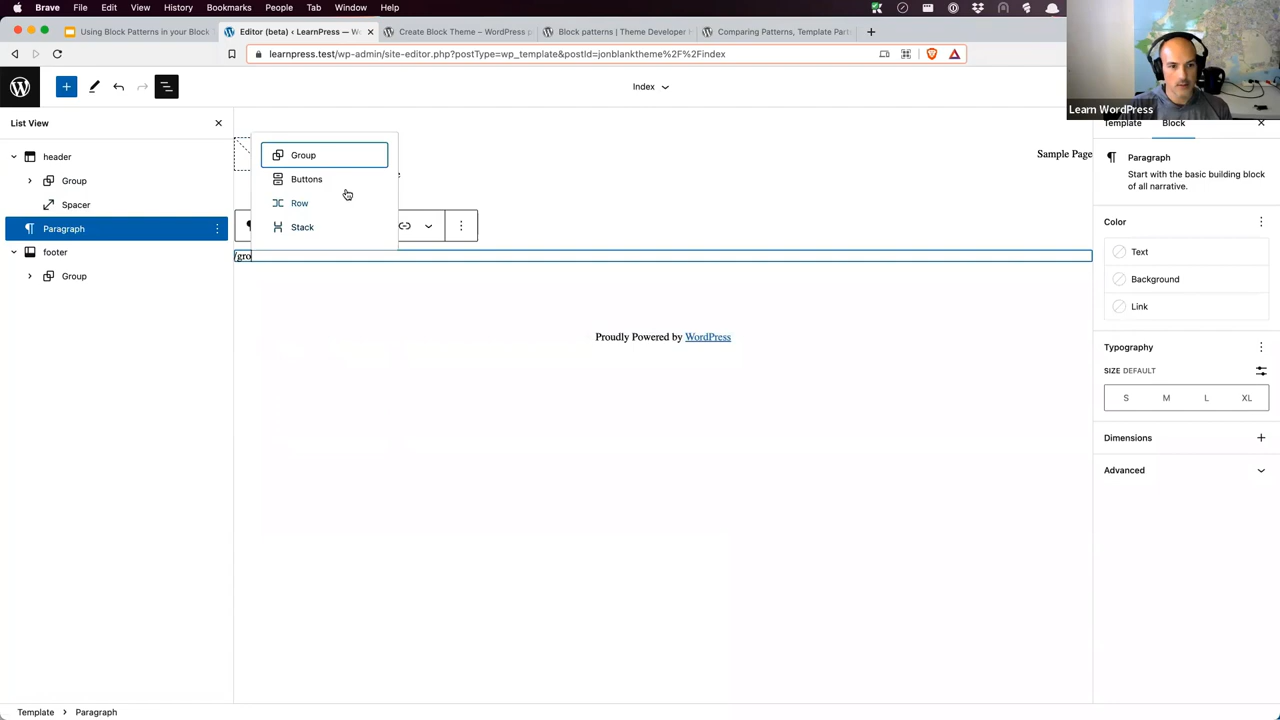 Brave File Edit View History Bookmarks People Tab Window Help
Using Block Patterns in your Block
Editor (beta) ‹ LearnPress — Wo
Create Block Theme – WordPress p
Block patterns | Theme Developer H
Comparing Patterns, Template Part
learnpress.test/wp-admin/site-editor.php?postType=wp_template&postId=jonblanktheme%2F%2Findex
Index
Learn WordPress
List View
header
Group
Spacer
Paragraph
footer
Group
Group
Buttons
Row
Stack
Sample Page
/gro
Proudly Powered by WordPress
Template Block
Paragraph
Start with the basic building block
of all narrative.
Color
Text
Background
Link
Typography
SIZE DEFAULT
S M L XL
Dimensions
Advanced
Template > Paragraph